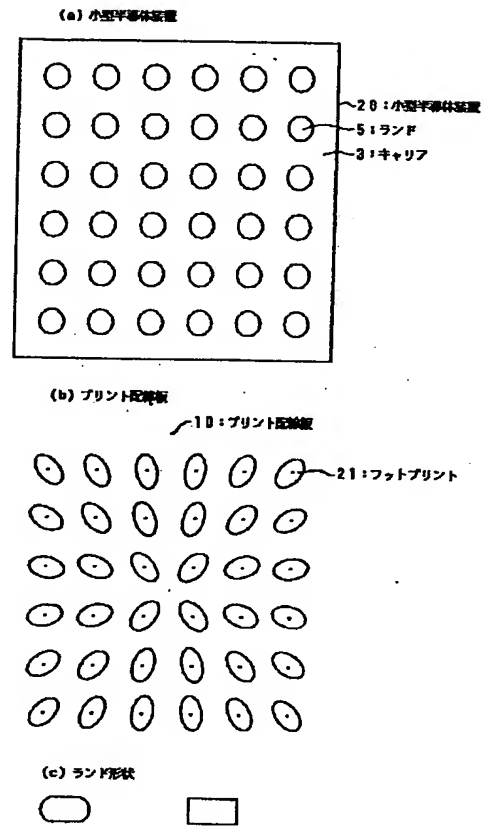 (a) 小型半導体装置
20:小型半導体装置
5:ランド
3:キャリア
(b) プリント配線板
10:プリント配線板
21:フットプリント
(c) ランド形状